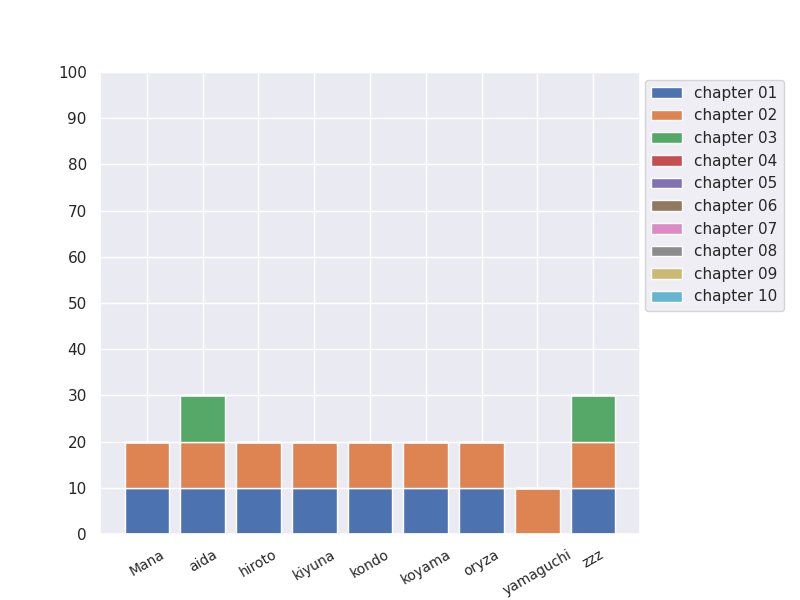 100
90
80
70
60
50
40
30
20
10
0
Mana
aida
hiroto
kiyuna
kondo
koyama
oryza
yamaguchi
zzz
chapter 01
chapter 02
chapter 03
chapter 04
chapter 05
chapter 06
chapter 07
chapter 08
chapter 09
chapter 10